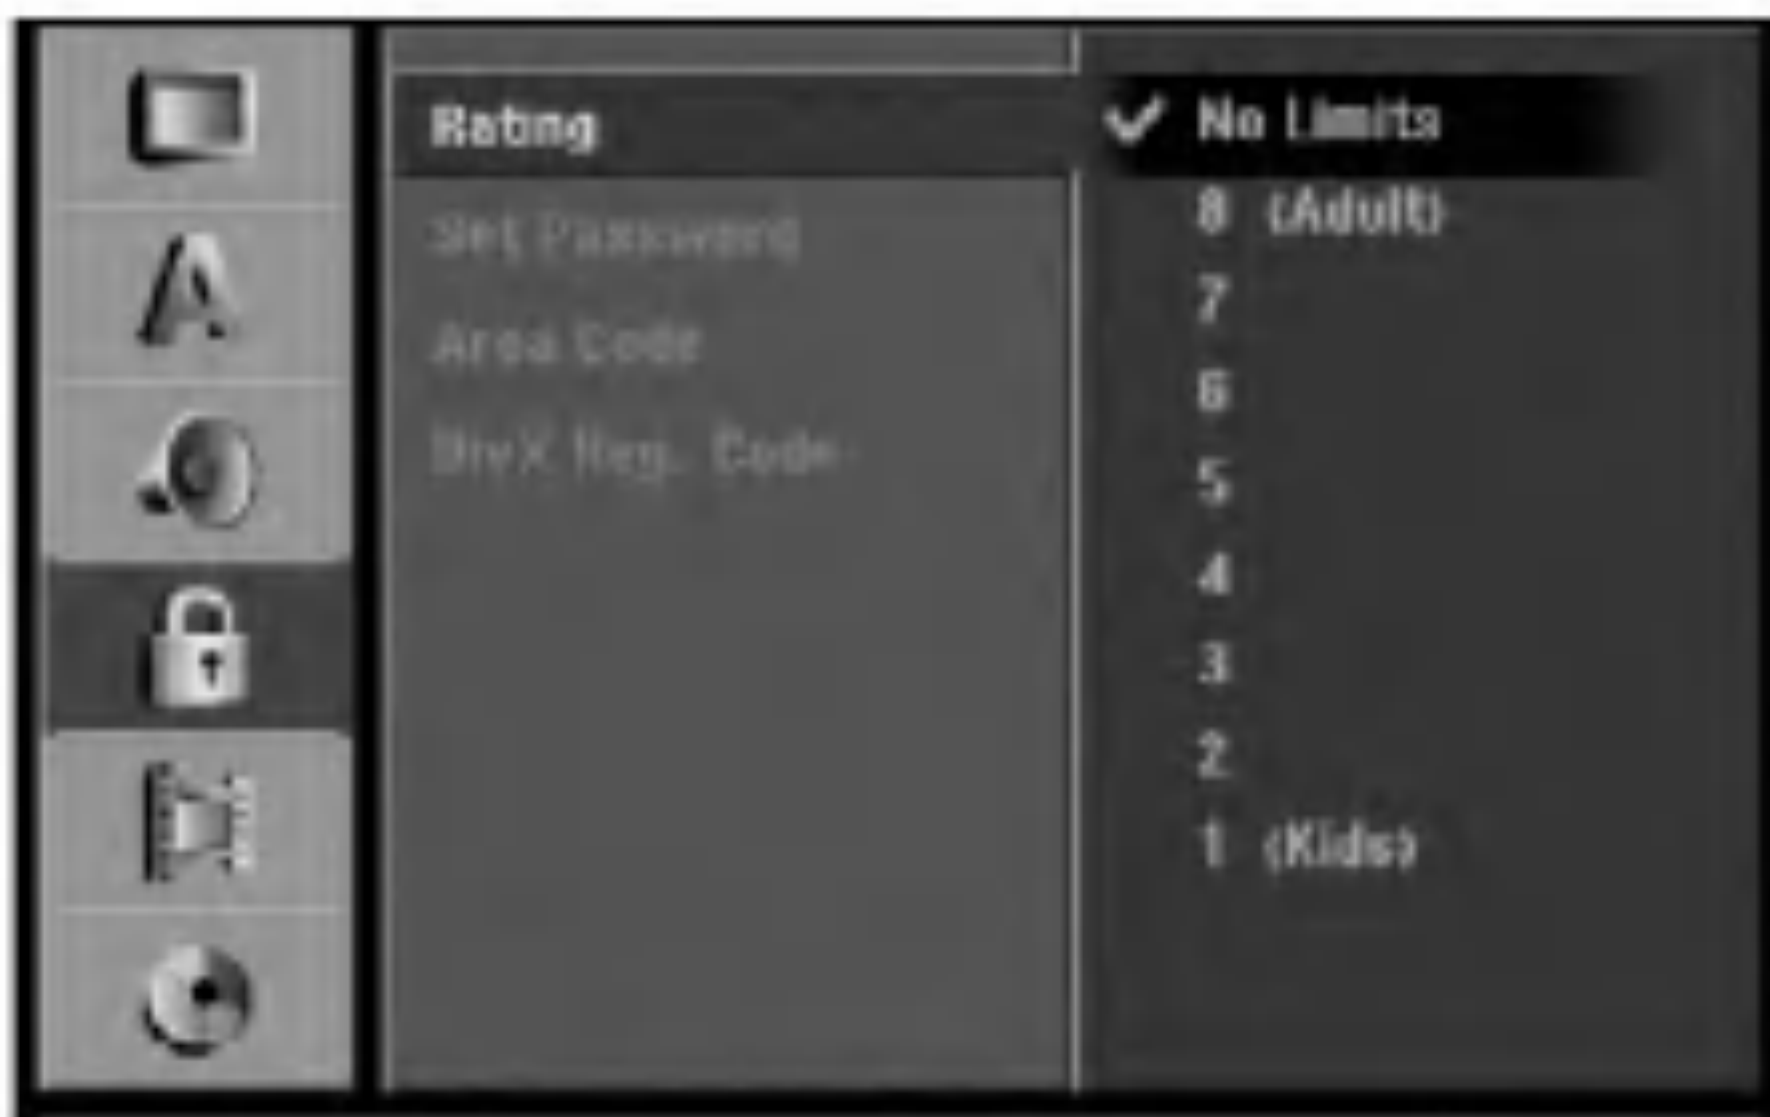 Rating
Set Password
Area Code
DivX Reg. Code
No Limits
8 (Adult)
7
6
5
4
3
2
1 (Kids)